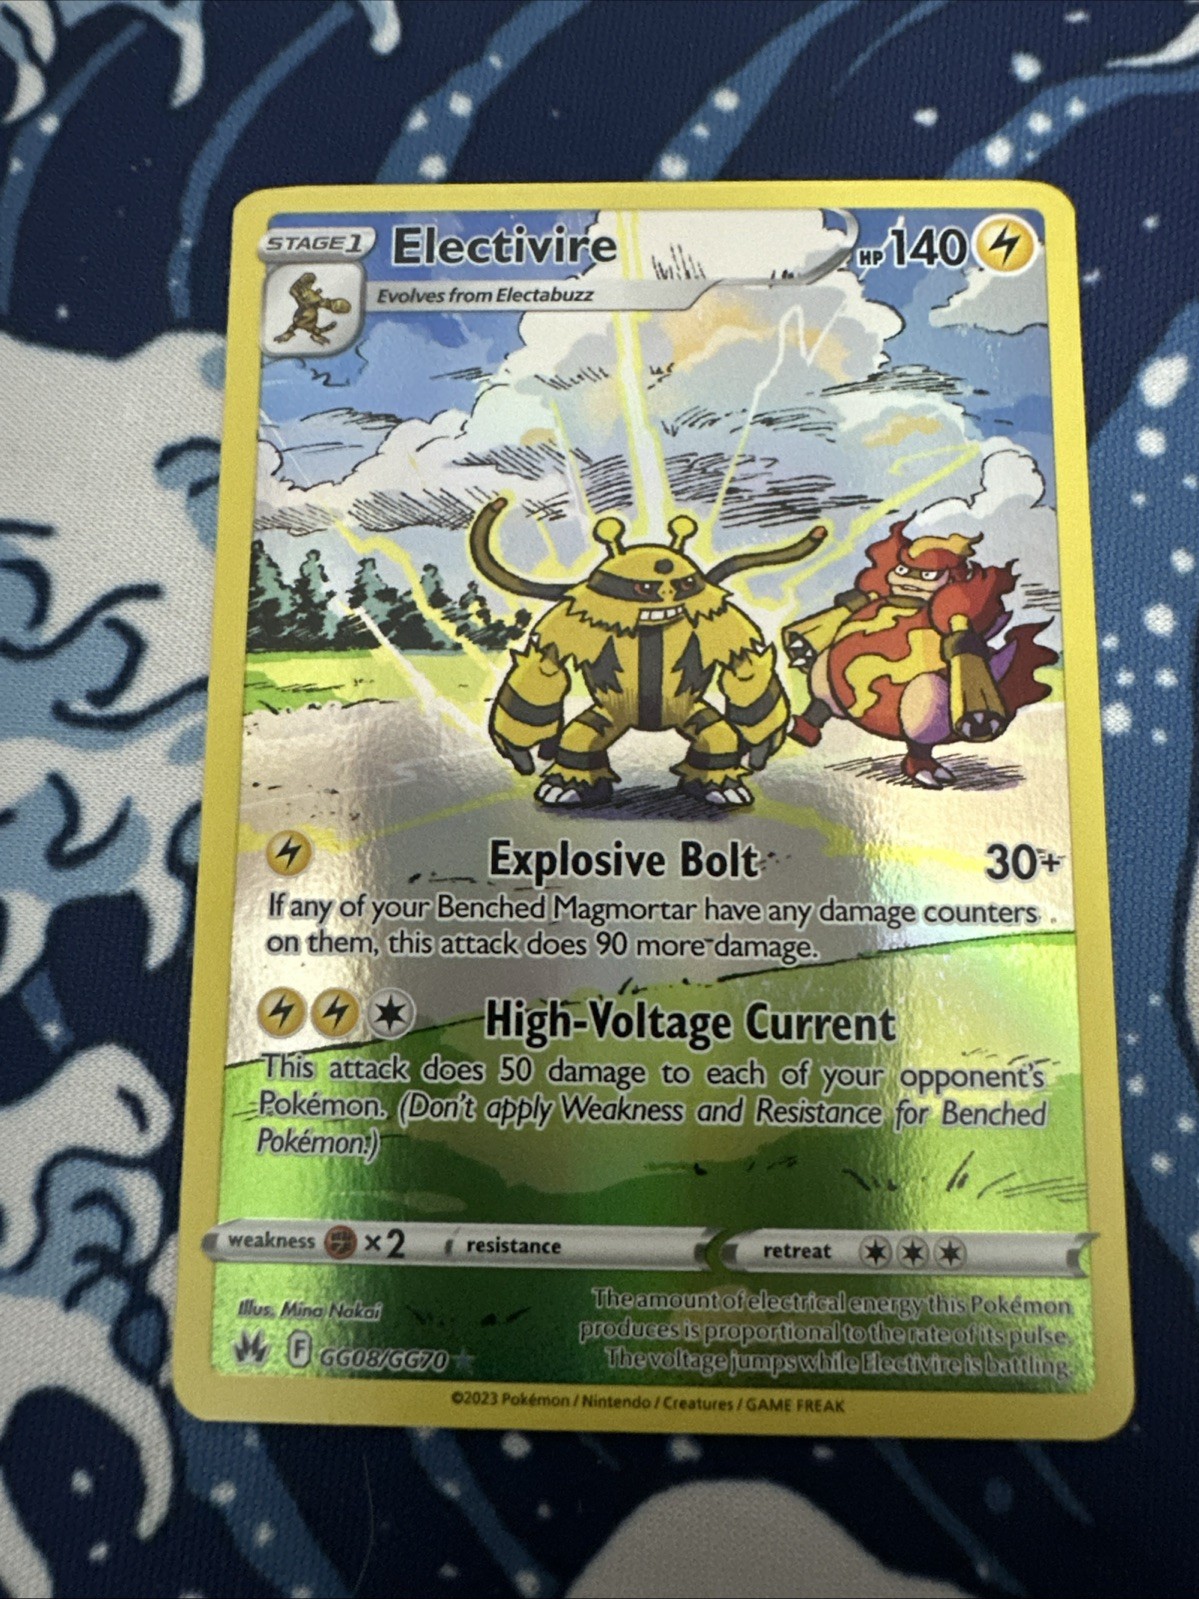 STAGE 1 Electivire HP 140
Evolves from Electabuzz
Explosive Bolt 30+
If any of your Benched Magmortar have any damage counters
on them, this attack does 90 more damage.
High-Voltage Current
This attack does 50 damage to each of your opponent's
Pokémon. (Don't apply Weakness and Resistance for Benched
Pokémon.)
weakness ×2 resistance retreat
Illus. Mina Nakai
The amount of electrical energy this Pokémon
produces is proportional to the rate of its pulse.
The voltage jumps while Electivire is battling.
F GG08/GG70
©2023 Pokémon / Nintendo / Creatures / GAME FREAK